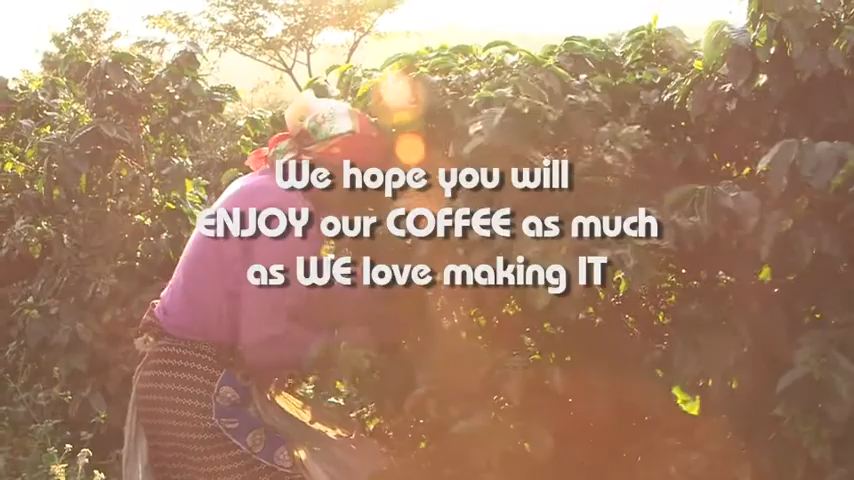 We hope you will
ENJOY our COFFEE as much
as WE love making IT